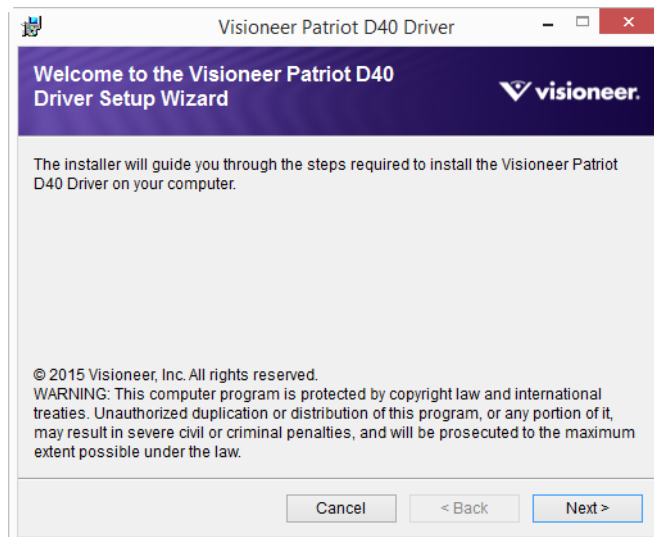 Visioneer Patriot D40 Driver
Welcome to the Visioneer Patriot D40
Driver Setup Wizard
visioneer.
The installer will guide you through the steps required to install the Visioneer Patriot
D40 Driver on your computer.
© 2015 Visioneer, Inc. All rights reserved.
WARNING: This computer program is protected by copyright law and international
treaties. Unauthorized duplication or distribution of this program, or any portion of it,
may result in severe civil or criminal penalties, and will be prosecuted to the maximum
extent possible under the law.
Cancel
< Back
Next >